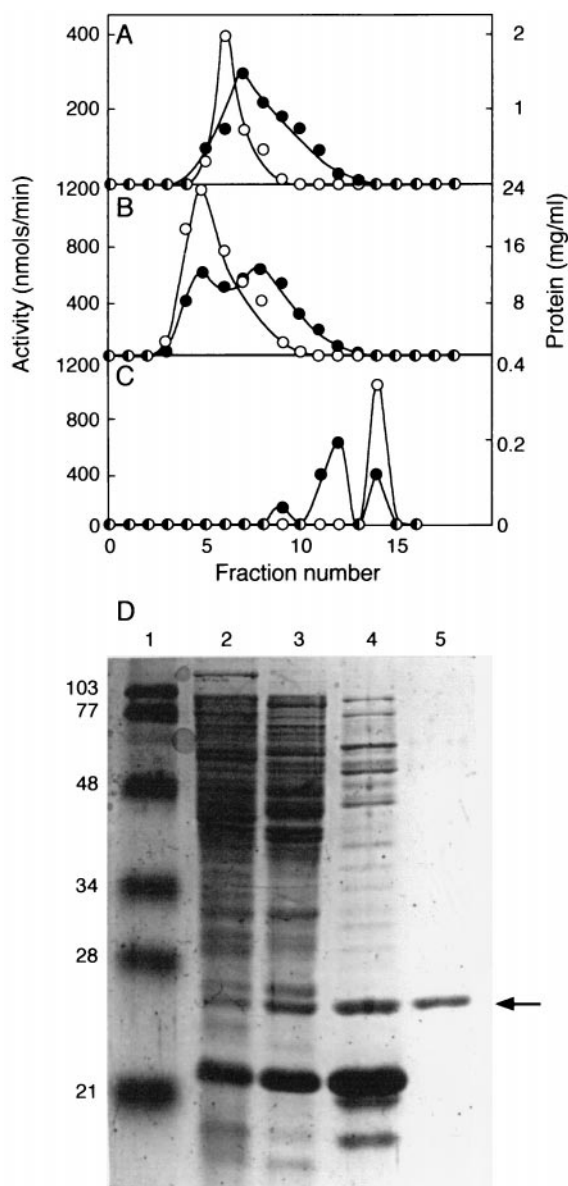 A
400
200
2
1
B
1200
800
400
24
16
8
C
1200
800
400
0
0.4
0.2
0
0 5 10 15
Activity (nmols/min)
Protein (mg/ml)
Fraction number
D
1 2 3 4 5
103
77
48
34
28
21